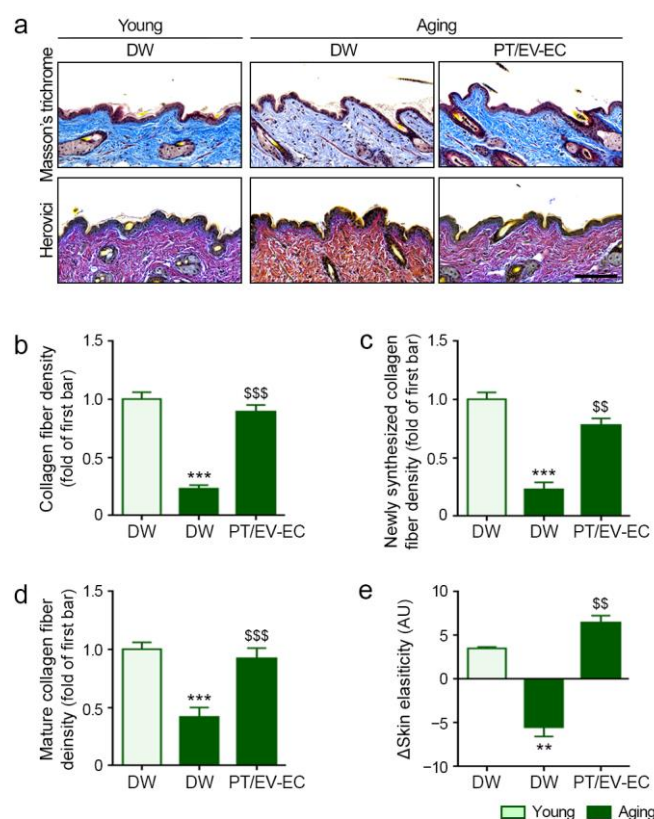 a
Young
Aging
DW
DW
PT/EV-EC
Masson's trichrome
Herovici
b
Collagen fiber density
(fold of first bar)
1.5
1.0
0.5
0
***
$$$
DW
DW
PT/EV-EC
c
Newly synthesized collagen
fiber density (fold of first bar)
1.5
1.0
0.5
0
***
$$
DW
DW
PT/EV-EC
d
Mature collagen fiber
deinsity (fold of first bar)
1.5
1.0
0.5
0
***
$$$
DW
DW
PT/EV-EC
e
ΔSkin elasiticity (AU)
10
5
0
−5
−10
**
$$
DW
DW
PT/EV-EC
Young
Aging